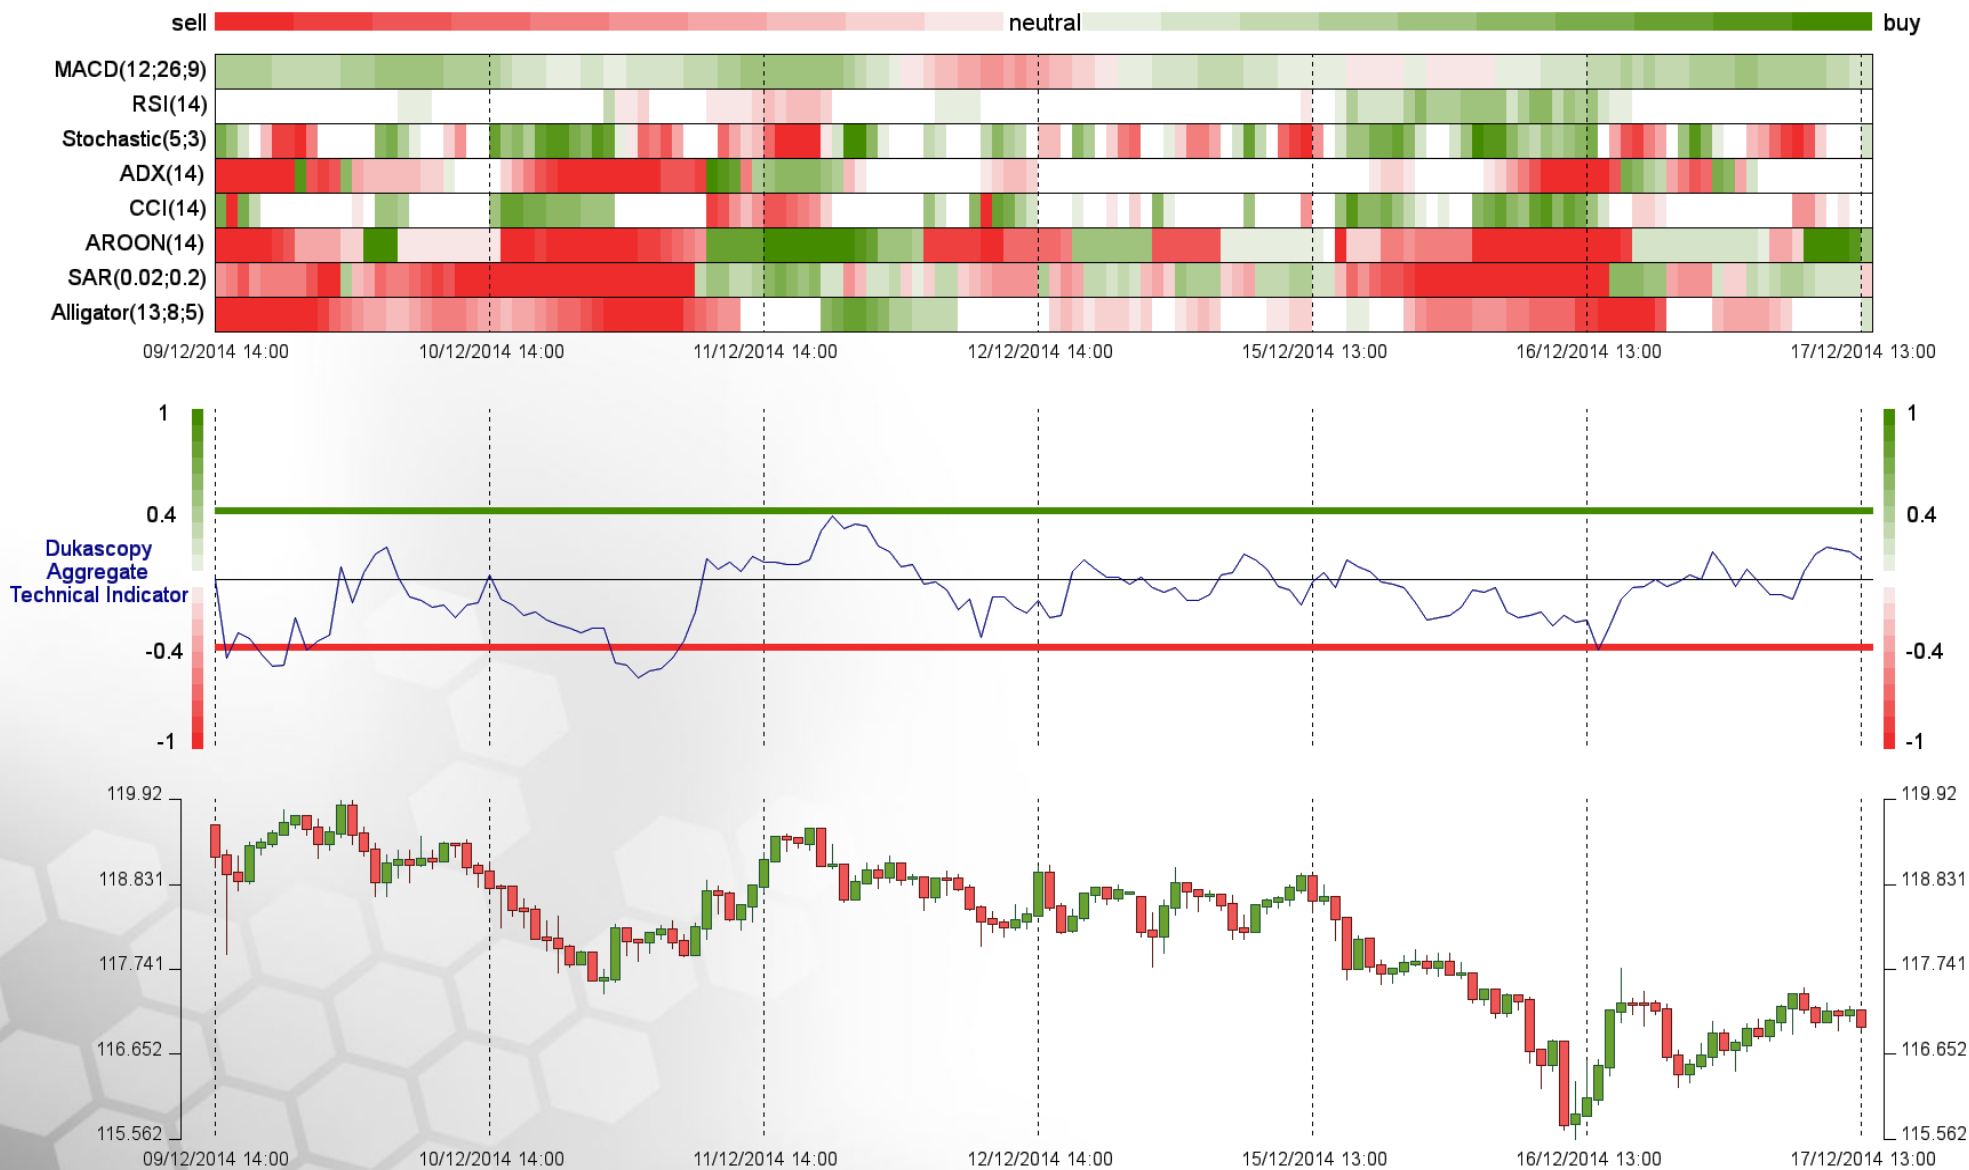 sell neutral buy
MACD(12;26;9)
RSI(14)
Stochastic(5;3)
ADX(14)
CCI(14)
AROON(14)
SAR(0.02;0.2)
Alligator(13;8;5)
09/12/2014 14:00 10/12/2014 14:00 11/12/2014 14:00 12/12/2014 14:00 15/12/2014 13:00 16/12/2014 13:00 17/12/2014 13:00
1 1
0.4 0.4
Dukascopy
Aggregate
Technical Indicator
-0.4 -0.4
-1 -1
119.92 119.92
118.831 118.831
117.741 117.741
116.652 116.652
115.562 115.562
09/12/2014 14:00 10/12/2014 14:00 11/12/2014 14:00 12/12/2014 14:00 15/12/2014 13:00 16/12/2014 13:00 17/12/2014 13:00